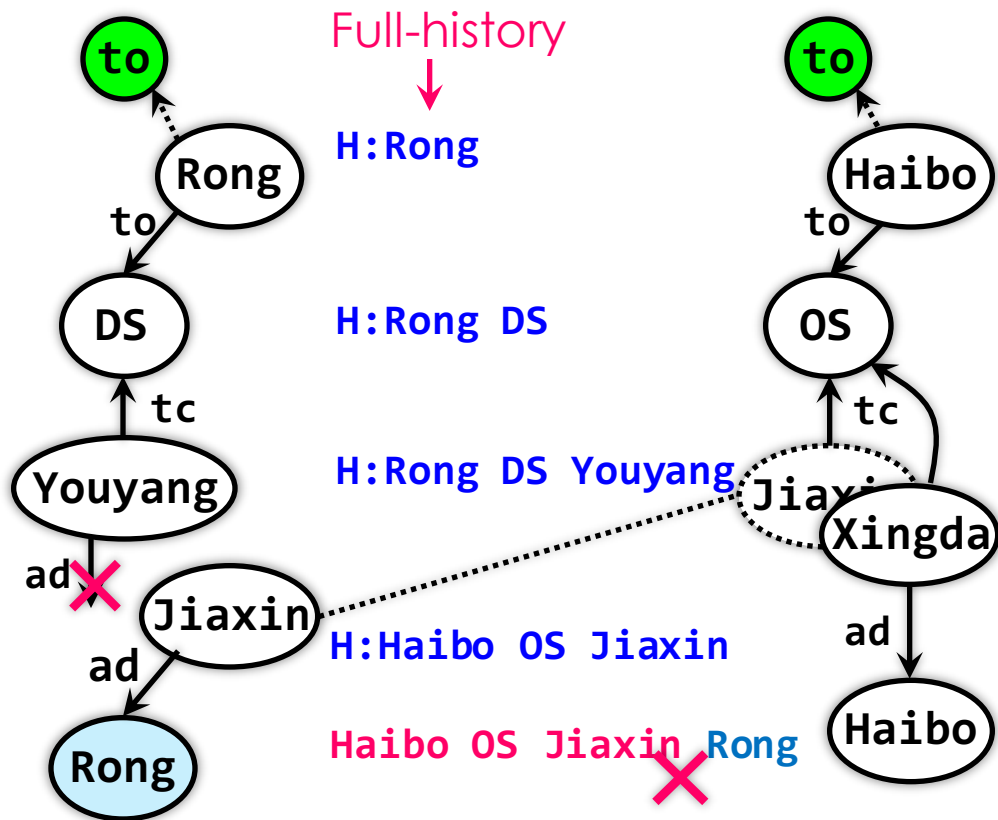 Full-history
to
to
H:Rong
Rong
Haibo
to
to
DS
H:Rong DS
OS
tc
tc
Youyang
H:Rong DS Youyang
Jiaxi
Xingda
ad
Jiaxin
H:Haibo OS Jiaxin
ad
ad
Rong
Haibo OS Jiaxin Rong
Haibo